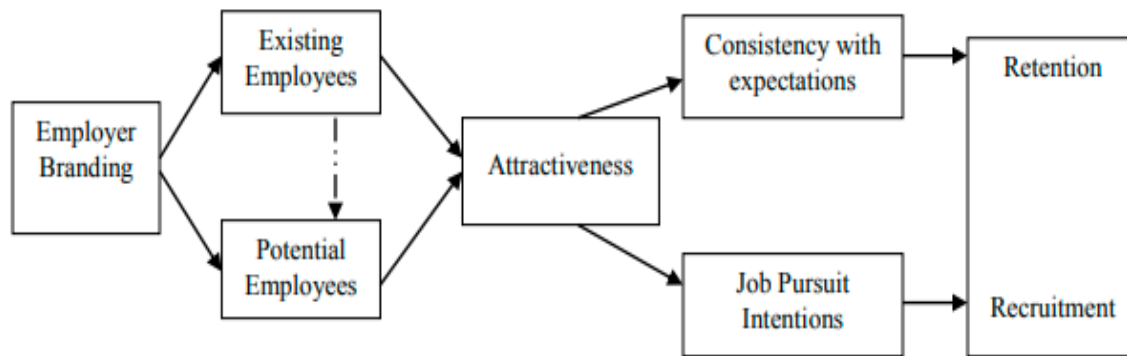 Employer
Branding
Existing
Employees
Potential
Employees
Attractiveness
Consistency with
expectations
Job Pursuit
Intentions
Retention
Recruitment